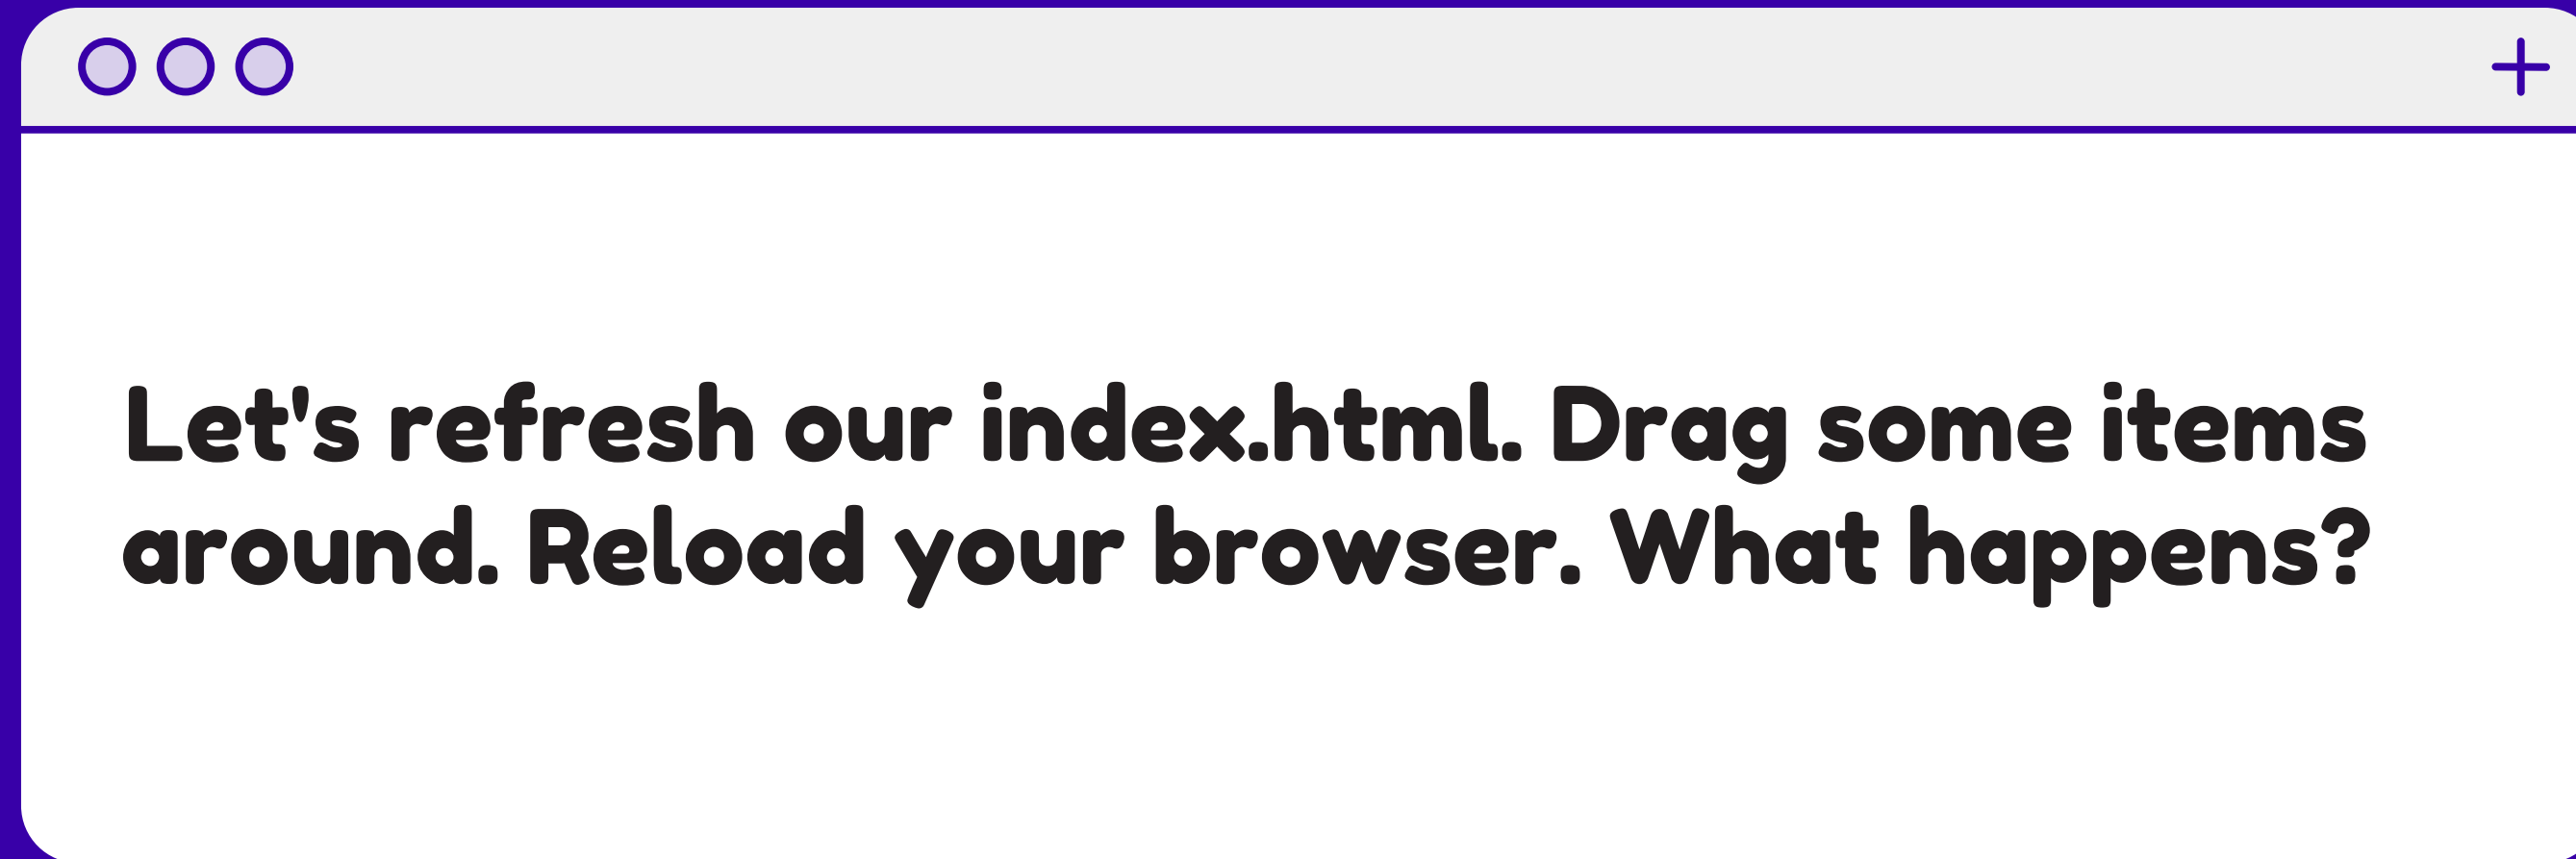 Let's refresh our index.html. Drag some items
around. Reload your browser. What happens?